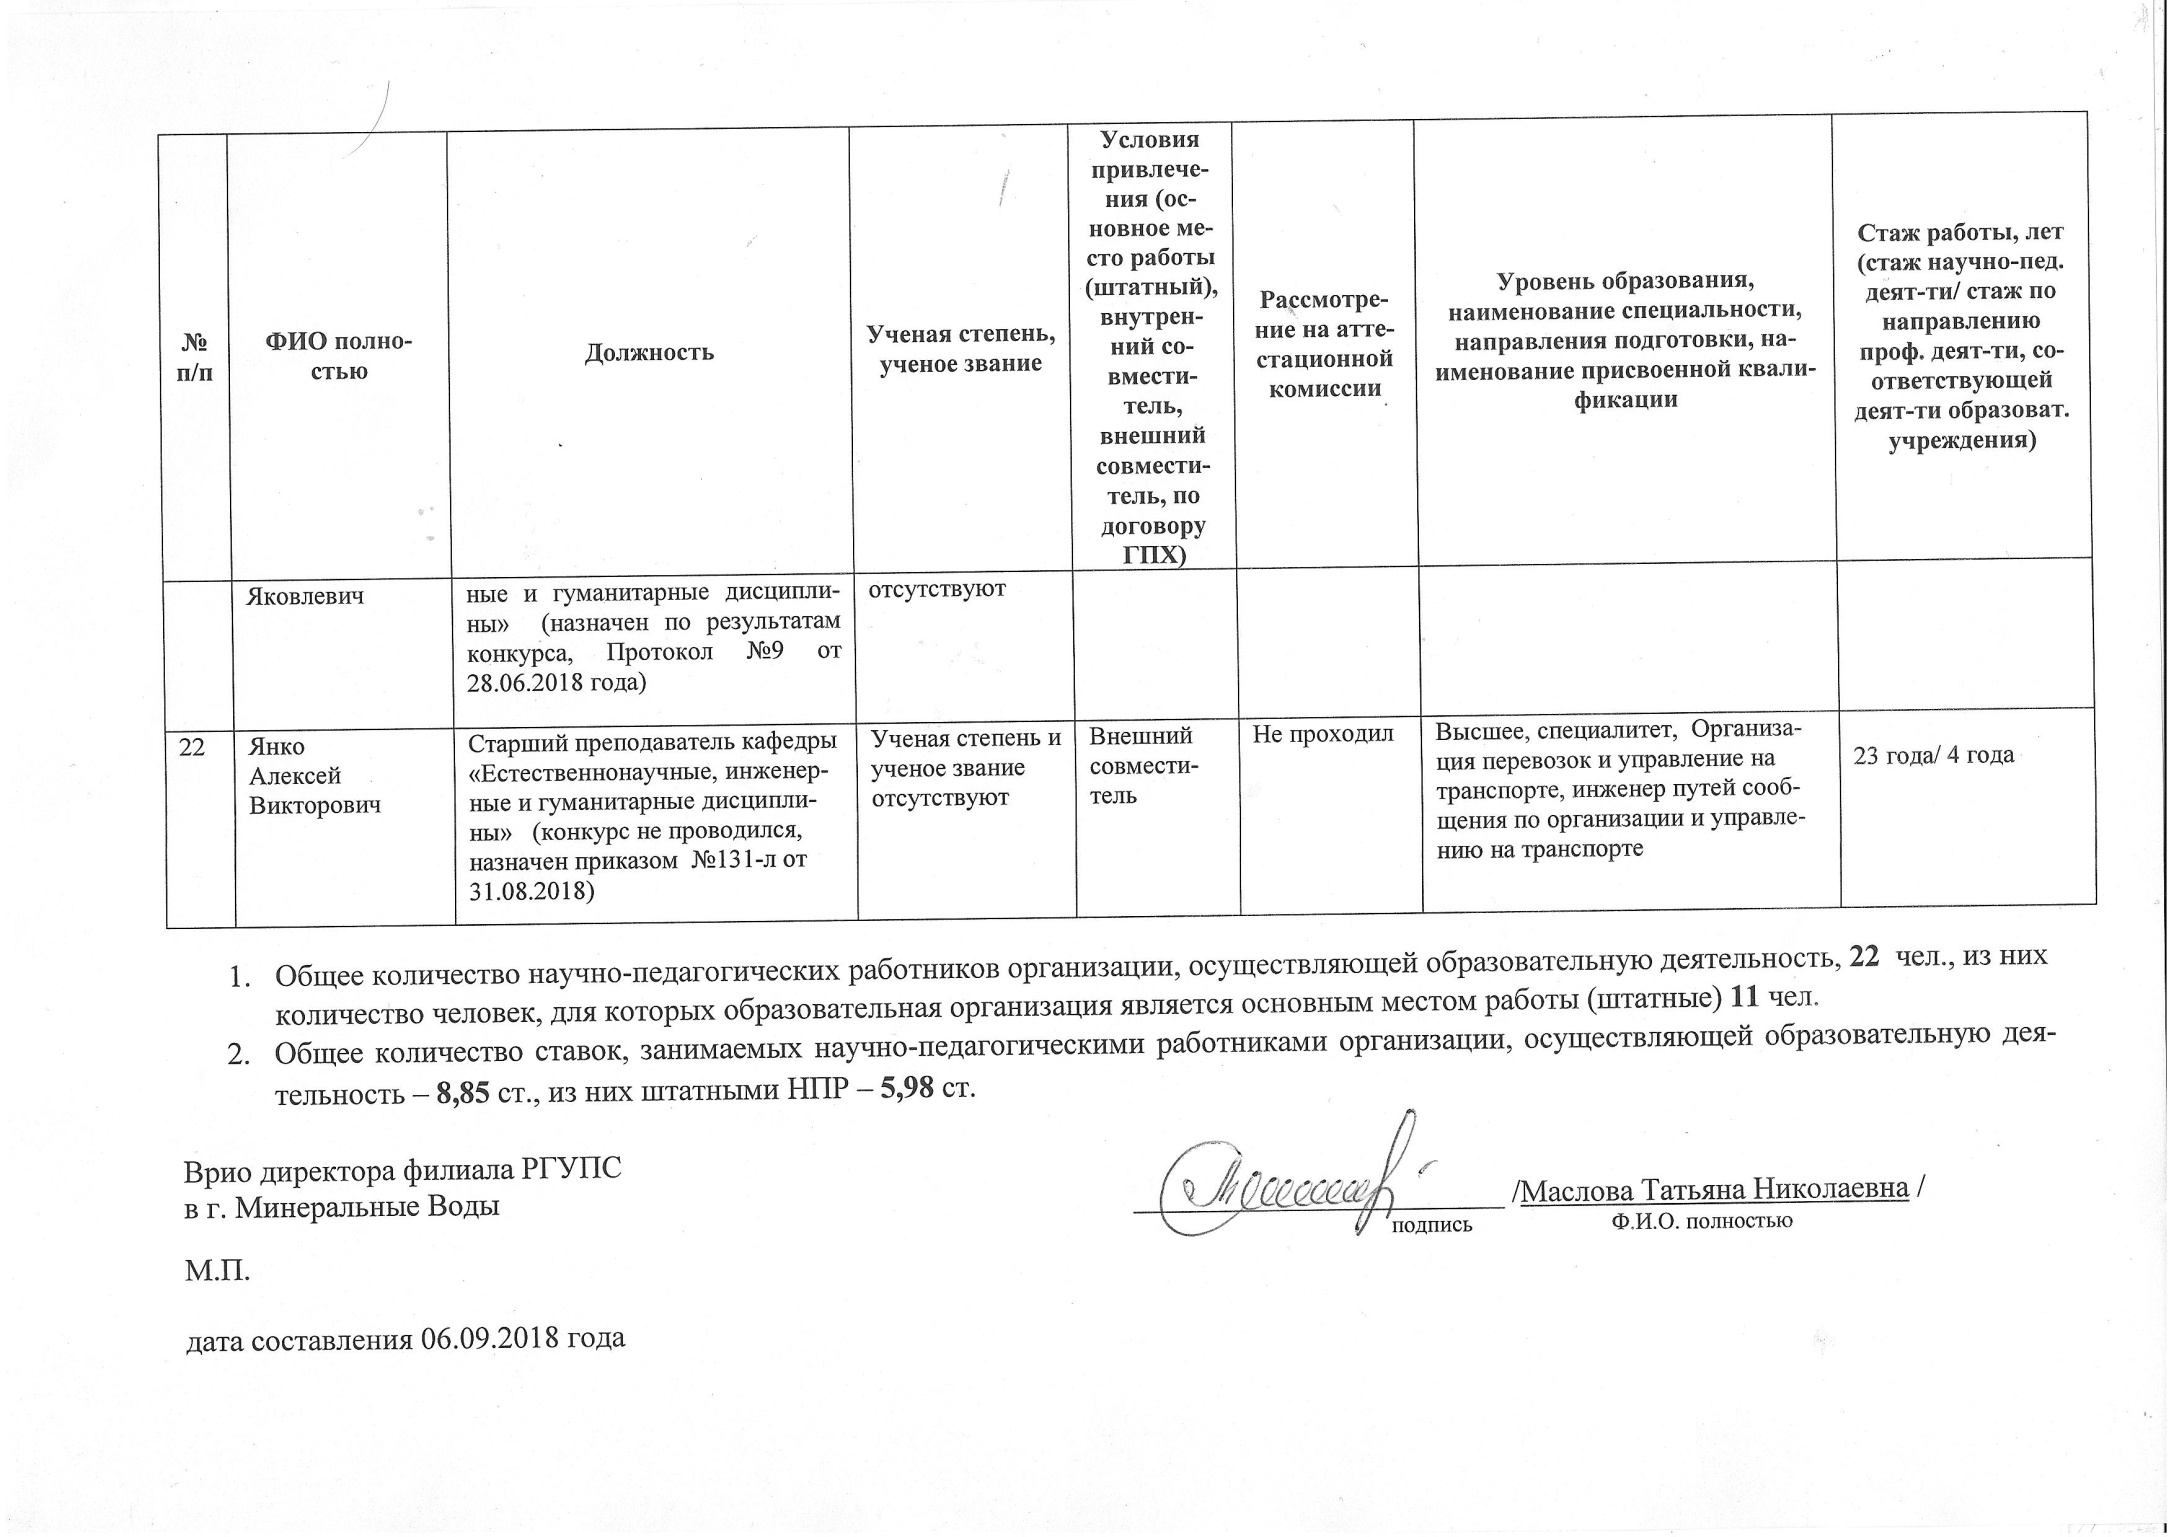 №
п/п
ФИО полно-
стью
Должность
Ученая степень,
ученое звание
Условия
привлече-
ния (ос-
новное ме-
сто работы
(штатный),
внутрен-
ний со-
вмести-
тель,
внешний
совмести-
тель, по
договору
ГПХ)
Рассмотре-
ние на атте-
стационной
комиссии
Уровень образования,
наименование специальности,
направления подготовки, на-
именование присвоенной квали-
фикации
Стаж работы, лет
(стаж научно-пед.
деят-ти/ стаж по
направлению
проф. деят-ти, со-
ответствующей
деят-ти образоват.
учреждения)
Яковлевич
ные и гуманитарные дисципли-
ны» (назначен по результатам
конкурса, Протокол №9 от
28.06.2018 года)
отсутствуют
22
Янко
Алексей
Викторович
Старший преподаватель кафедры
«Естественнонаучные, инженер-
ные и гуманитарные дисципли-
ны» (конкурс не проводился,
назначен приказом №131-л от
31.08.2018)
Ученая степень и
ученое звание
отсутствуют
Внешний
совмести-
тель
Не проходил
Высшее, специалитет, Организа-
ция перевозок и управление на
транспорте, инженер путей сооб-
щения по организации и управле-
нию на транспорте
23 года/ 4 года
1. Общее количество научно-педагогических работников организации, осуществляющей образовательную деятельность, 22 чел., из них
количество человек, для которых образовательная организация является основным местом работы (штатные) 11 чел.
2. Общее количество ставок, занимаемых научно-педагогическими работниками организации, осуществляющей образовательную дея-
тельность – 8,85 ст., из них штатными НПР – 5,98 ст.
Врио директора филиала РГУПС
в г. Минеральные Воды
/Маслова Татьяна Николаевна /
подпись
Ф.И.О. полностью
М.П.
дата составления 06.09.2018 года